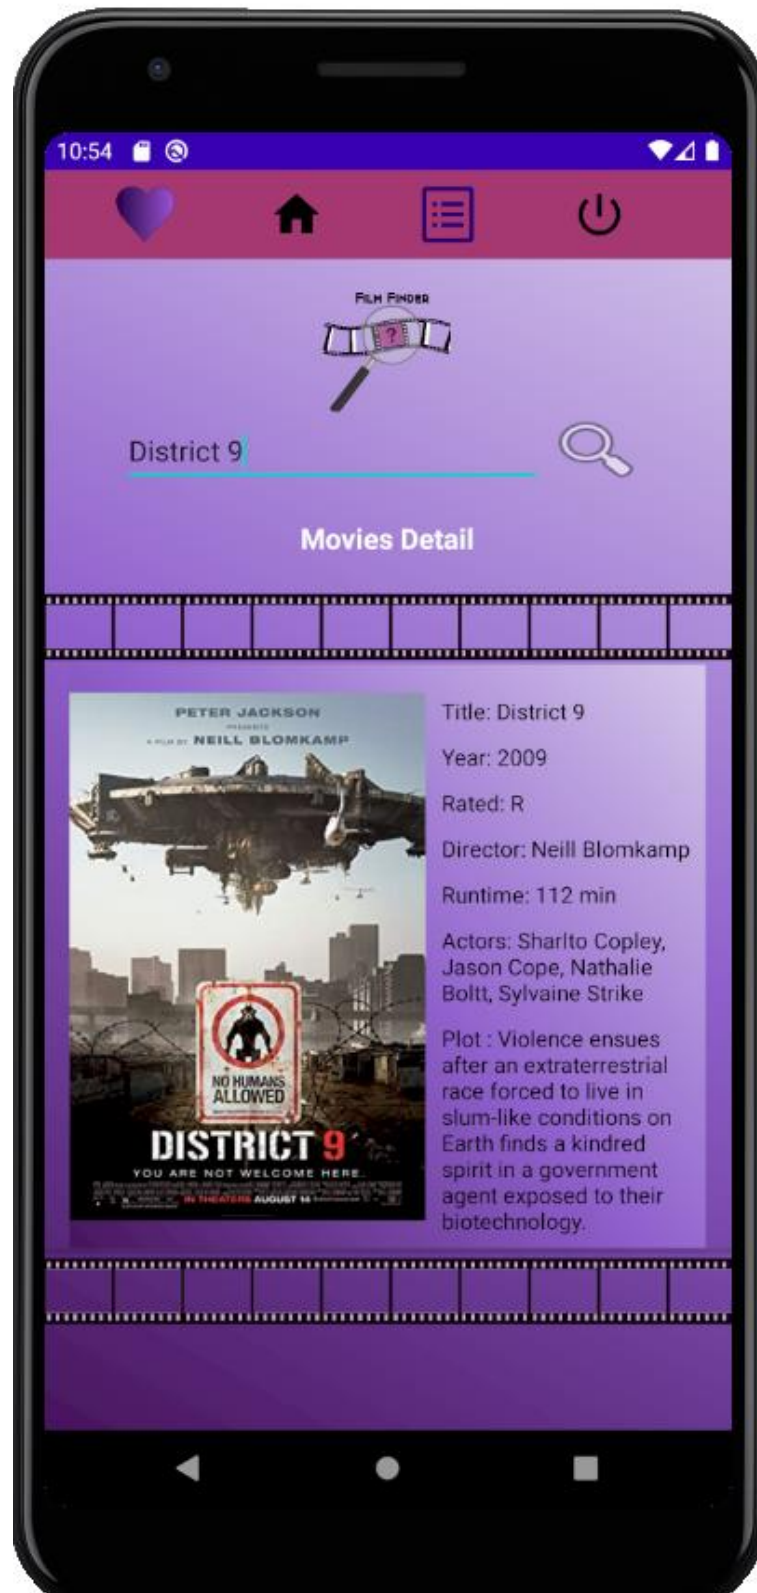 10:54
FILM FINDER
?
District 9
Movies Detail
PETER JACKSON
PRESENTS
A FILM BY NEILL BLOMKAMP
NO HUMANS
ALLOWED
DISTRICT 9
YOU ARE NOT WELCOME HERE.
IN THEATERS AUGUST 14
Title: District 9
Year: 2009
Rated: R
Director: Neill Blomkamp
Runtime: 112 min
Actors: Sharlto Copley,
Jason Cope, Nathalie
Boltt, Sylvaine Strike
Plot : Violence ensues
after an extraterrestrial
race forced to live in
slum-like conditions on
Earth finds a kindred
spirit in a government
agent exposed to their
biotechnology.